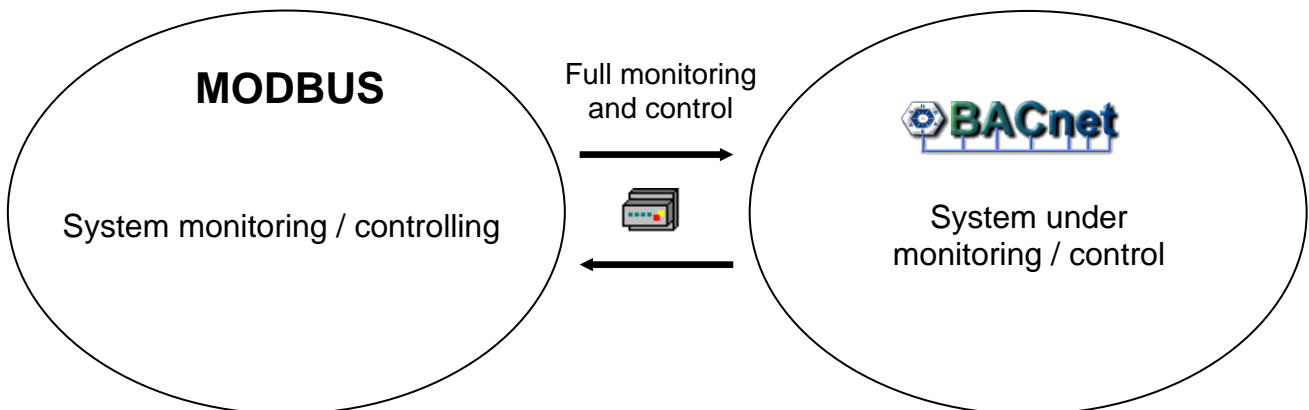 MODBUS
System monitoring / controlling
Full monitoring
and control
BACnet
System under
monitoring / control